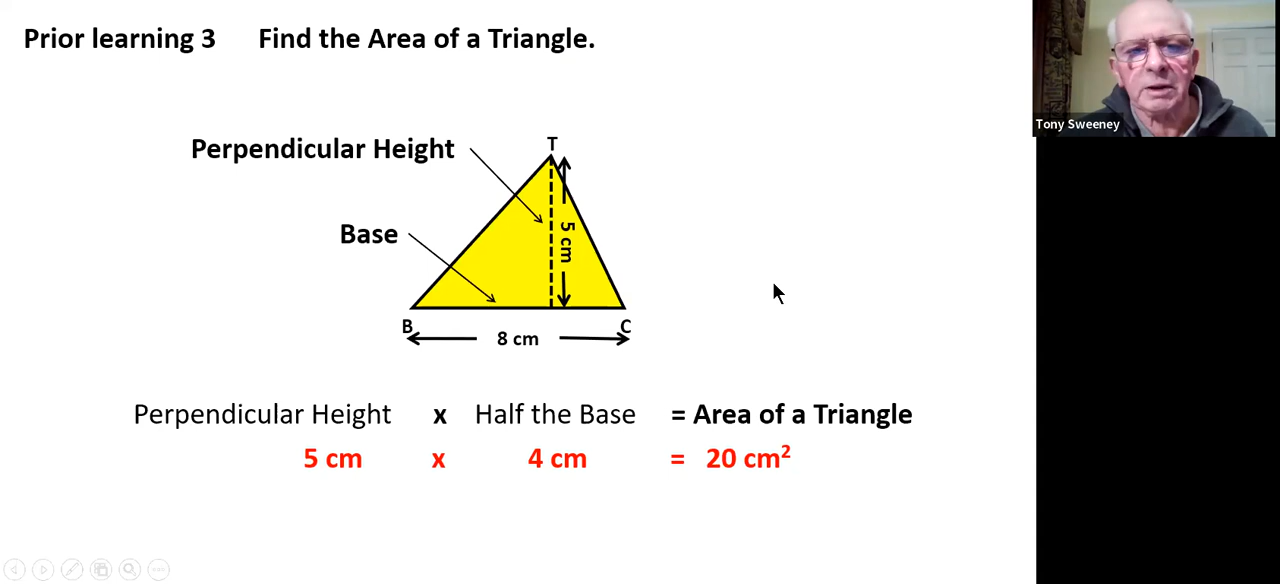 Prior learning 3 Find the Area of a Triangle.
Tony Sweeney
T
Perpendicular Height
Base
5 cm
B
C
8 cm
Perpendicular Height x Half the Base = Area of a Triangle
5 cm x 4 cm = 20 cm²